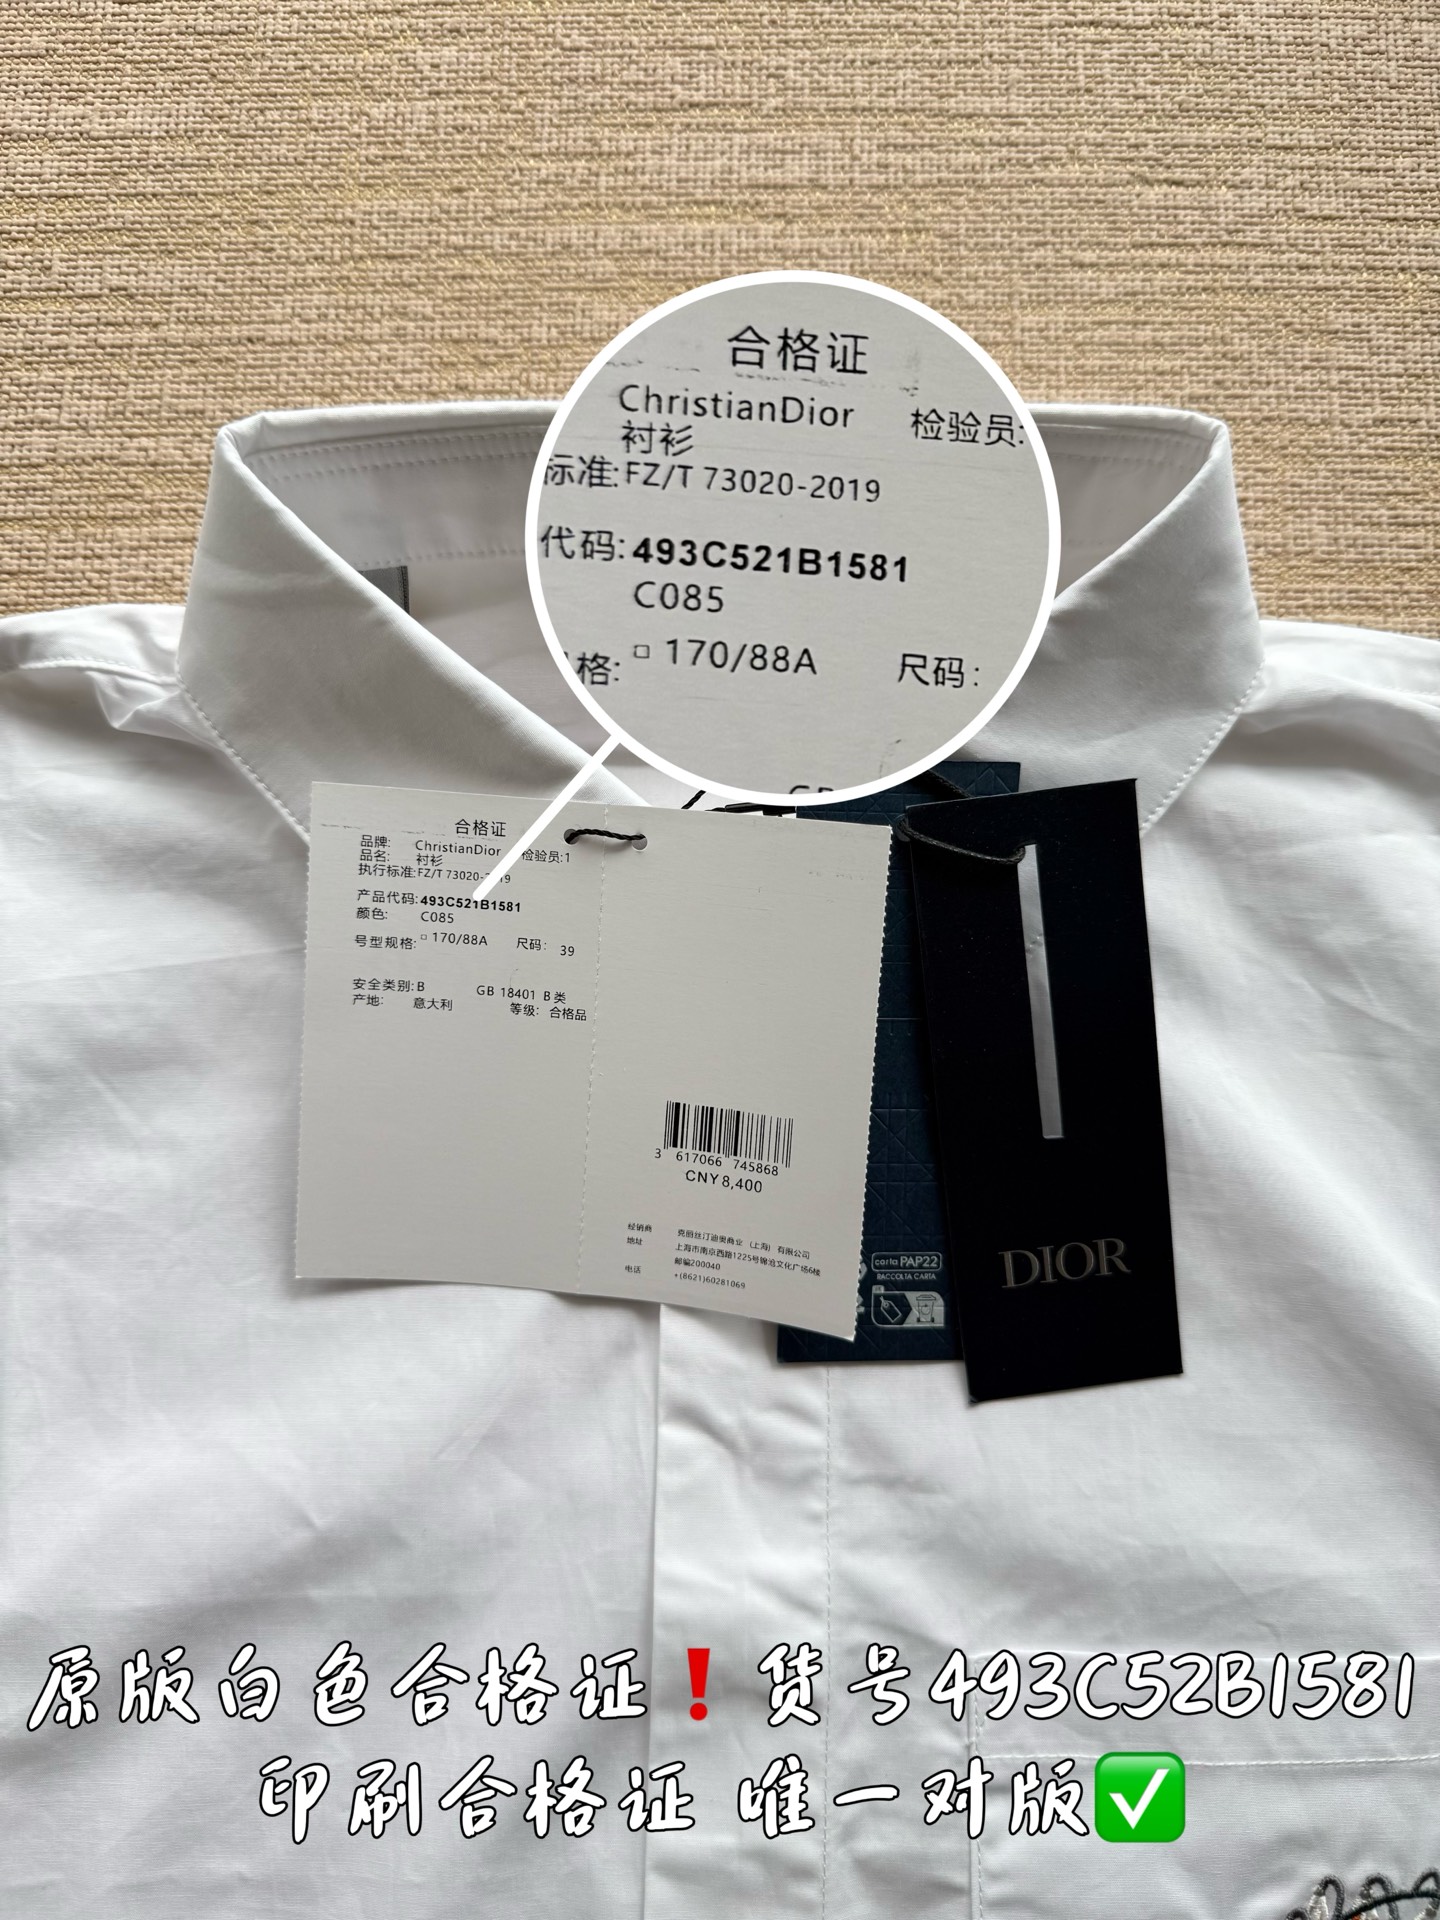 合格证
ChristianDior 检验员:
衬衫
标准:FZ/T 73020-2019
代码:493C521B1581
C085
格: 170/88A 尺码:
合格证
品牌: ChristianDior 检验员:1
品名: 衬衫
执行标准:FZ/T 73020-2019
产品代码:493C521B1581
颜色: C085
号型规格: 170/88A 尺码: 39
安全类别:B GB 18401 B类
产地: 意大利 等级: 合格品
3 617066 745868
CNY8,400
经销商 克丽丝汀迪奥商业(上海)有限公司
地址 上海市南京西路1225号锦沧文化广场6楼
邮编200040
电话 +(8621)60281069
carta PAP22
RACCOLTA CARTA
DIOR
原版白色合格证❗货号493C52B1581
印刷合格证 唯一对版✅